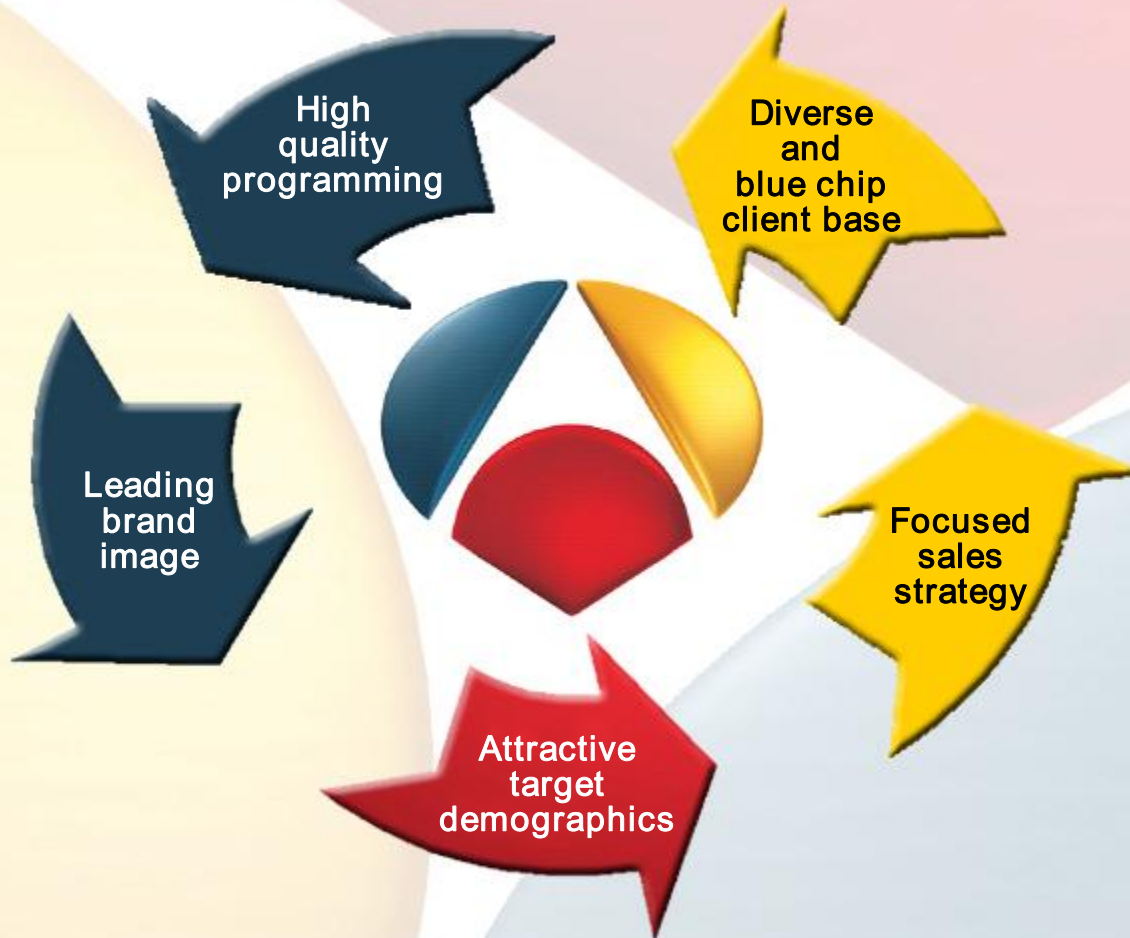 High
quality
programming
Diverse
and
blue chip
client base
Leading
brand
image
Focused
sales
strategy
Attractive
target
demographics